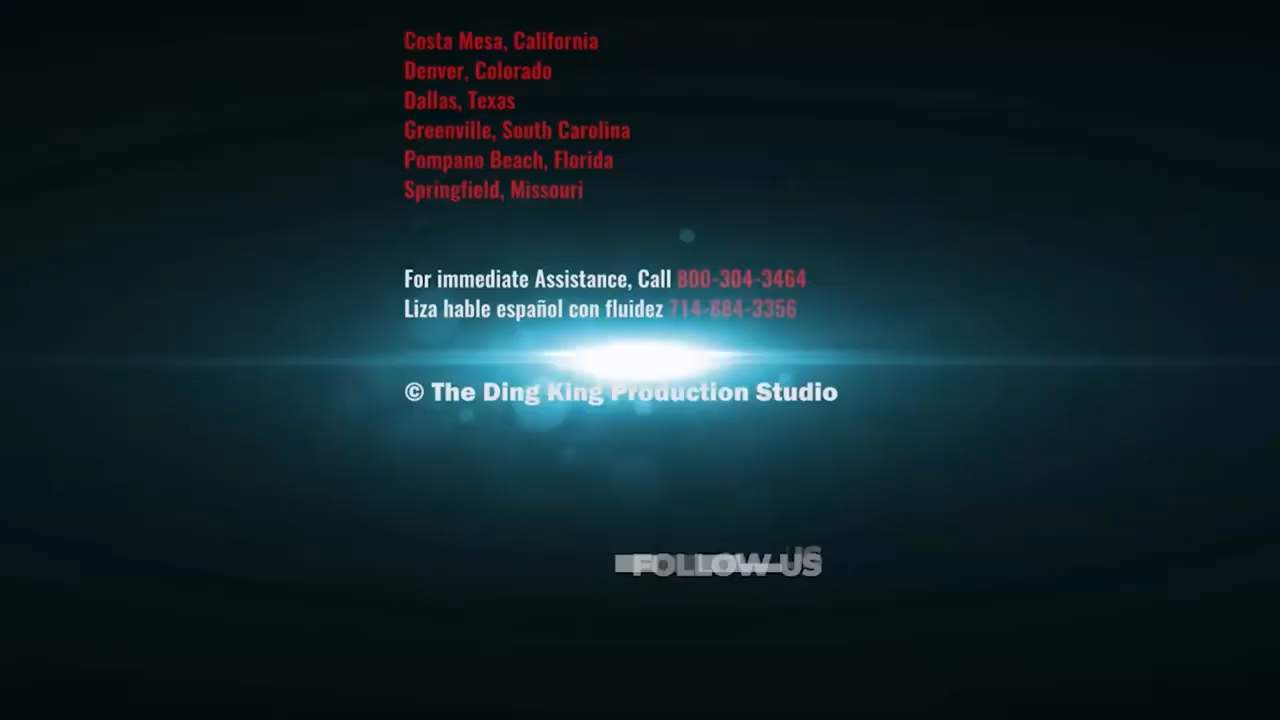 Costa Mesa, California
Denver, Colorado
Dallas, Texas
Greenville, South Carolina
Pompano Beach, Florida
Springfield, Missouri
For immediate Assistance, Call 800-304-3464
Liza hable español con fluidez 714-884-3356
© The Ding King Production Studio
FOLLOW US